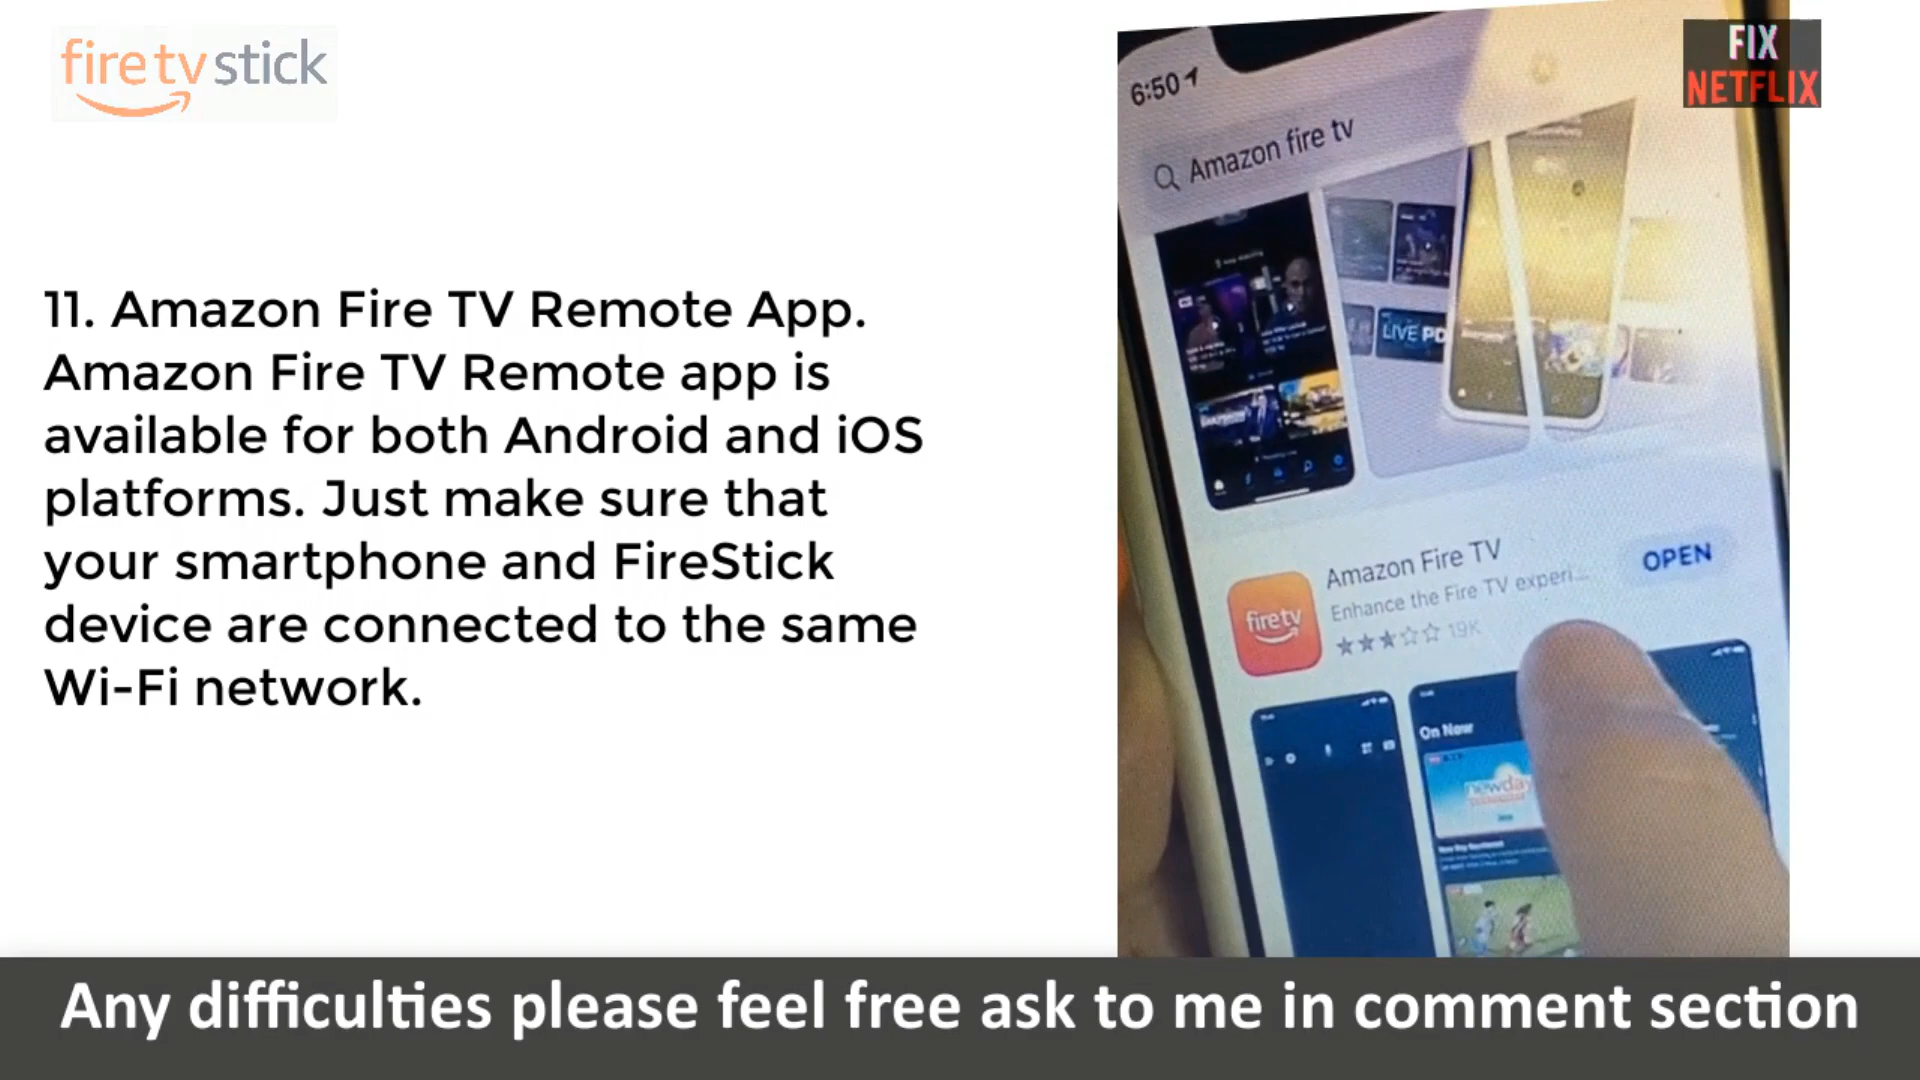 fire tv stick
FIX
NETFLIX
11. Amazon Fire TV Remote App.
Amazon Fire TV Remote app is
available for both Android and iOS
platforms. Just make sure that
your smartphone and FireStick
device are connected to the same
Wi-Fi network.
6:50
Amazon fire tv
LIVE PD
Amazon Fire TV
Enhance the Fire TV experi...
OPEN
fire tv
19K
On Now
newday
Any difficulties please feel free ask to me in comment section